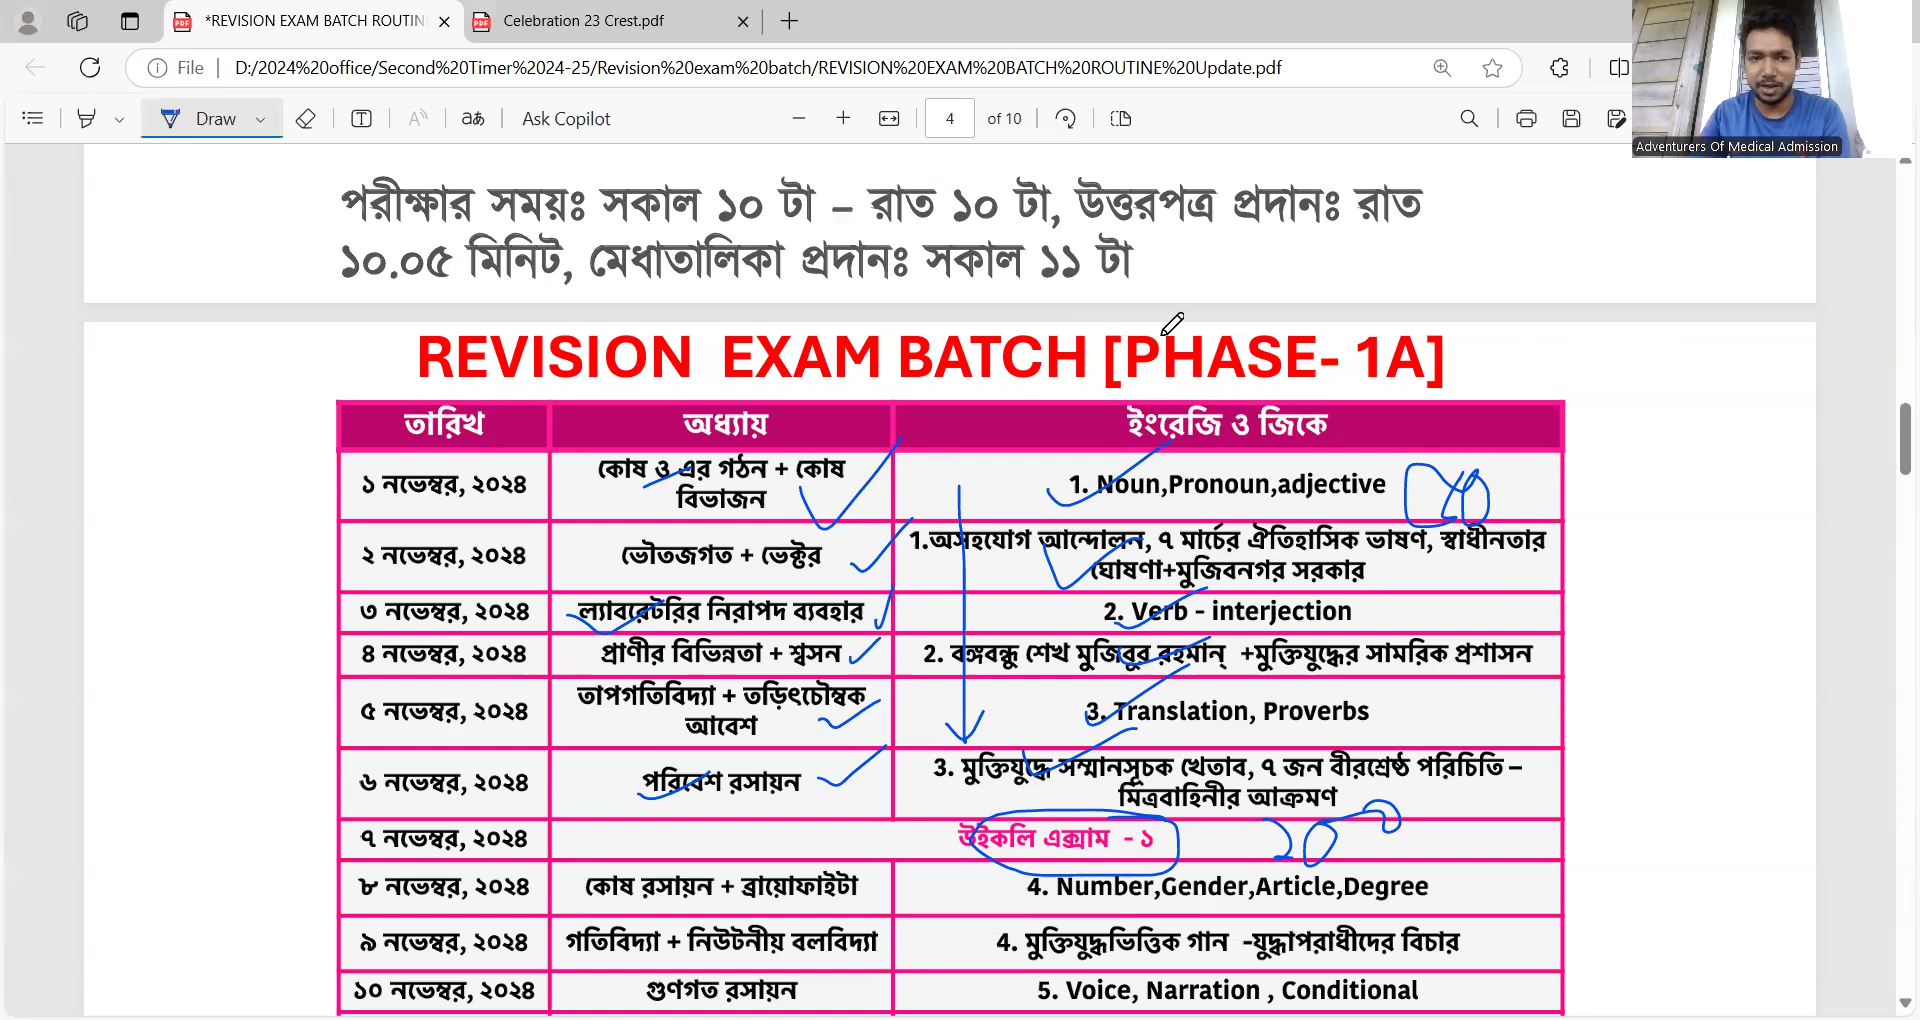 *REVISION EXAM BATCH ROUTIN
Celebration 23 Crest.pdf
File
D:/2024%20office/Second%20Timer%2024-25/Revision%20exam%20batch/REVISION%20EXAM%20BATCH%20ROUTINE%20Update.pdf
Draw
aあ
Ask Copilot
4 of 10
Adventurers Of Medical Admission
পরীক্ষার সময়ঃ সকাল ১০ টা – রাত ১০ টা, উত্তরপত্র প্রদানঃ রাত
১০.০৫ মিনিট, মেধাতালিকা প্রদানঃ সকাল ১১ টা
REVISION EXAM BATCH [PHASE- 1A]
তারিখ অধ্যায় ইংরেজি ও জিকে
১ নভেম্বর, ২০২৪ কোষ ও এর গঠন + কোষ
বিভাজন
1. Noun,Pronoun,adjective
২ নভেম্বর, ২০২৪ ভৌতজগত + ভেক্টর
1.অসহযোগ আন্দোলন, ৭ মার্চের ঐতিহাসিক ভাষণ, স্বাধীনতার
ঘোষণা+মুজিবনগর সরকার
৩ নভেম্বর, ২০২৪ ল্যাবরেটরির নিরাপদ ব্যবহার 2. Verb - interjection
৪ নভেম্বর, ২০২৪ প্রাণীর বিভিন্নতা + শ্বসন 2. বঙ্গবন্ধু শেখ মুজিবুর রহমান্ +মুক্তিযুদ্ধের সামরিক প্রশাসন
৫ নভেম্বর, ২০২৪ তাপগতিবিদ্যা + তড়িৎচৌম্বক
আবেশ
3. Translation, Proverbs
৬ নভেম্বর, ২০২৪ পরিবেশ রসায়ন
3. মুক্তিযুদ্ধে সম্মানসূচক খেতাব, ৭ জন বীরশ্রেষ্ঠ পরিচিতি –
মিত্রবাহিনীর আক্রমণ
৭ নভেম্বর, ২০২৪ উইকলি এক্সাম - ১
৮ নভেম্বর, ২০২৪ কোষ রসায়ন + ব্রায়োফাইটা 4. Number,Gender,Article,Degree
৯ নভেম্বর, ২০২৪ গতিবিদ্যা + নিউটনীয় বলবিদ্যা 4. মুক্তিযুদ্ধভিত্তিক গান -যুদ্ধাপরাধীদের বিচার
১০ নভেম্বর, ২০২৪ গুণগত রসায়ন 5. Voice, Narration , Conditional